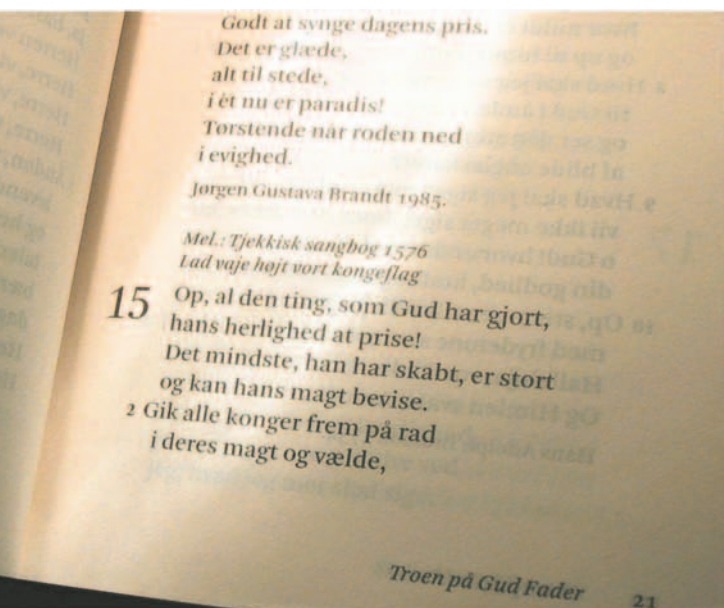 Godt at synge dagens pris.
Det er glæde,
alt til stede,
i ét nu er paradis!
Tørstende når roden ned
i evighed.
Jørgen Gustava Brandt 1985.
Mel.: Tjekkisk sangbog 1576
Lad vaje højt vort kongeflag
15 Op, al den ting, som Gud har gjort,
hans herlighed at prise!
Det mindste, han har skabt, er stort
og kan hans magt bevise.
2 Gik alle konger frem på rad
i deres magt og vælde,
Troen på Gud Fader 21